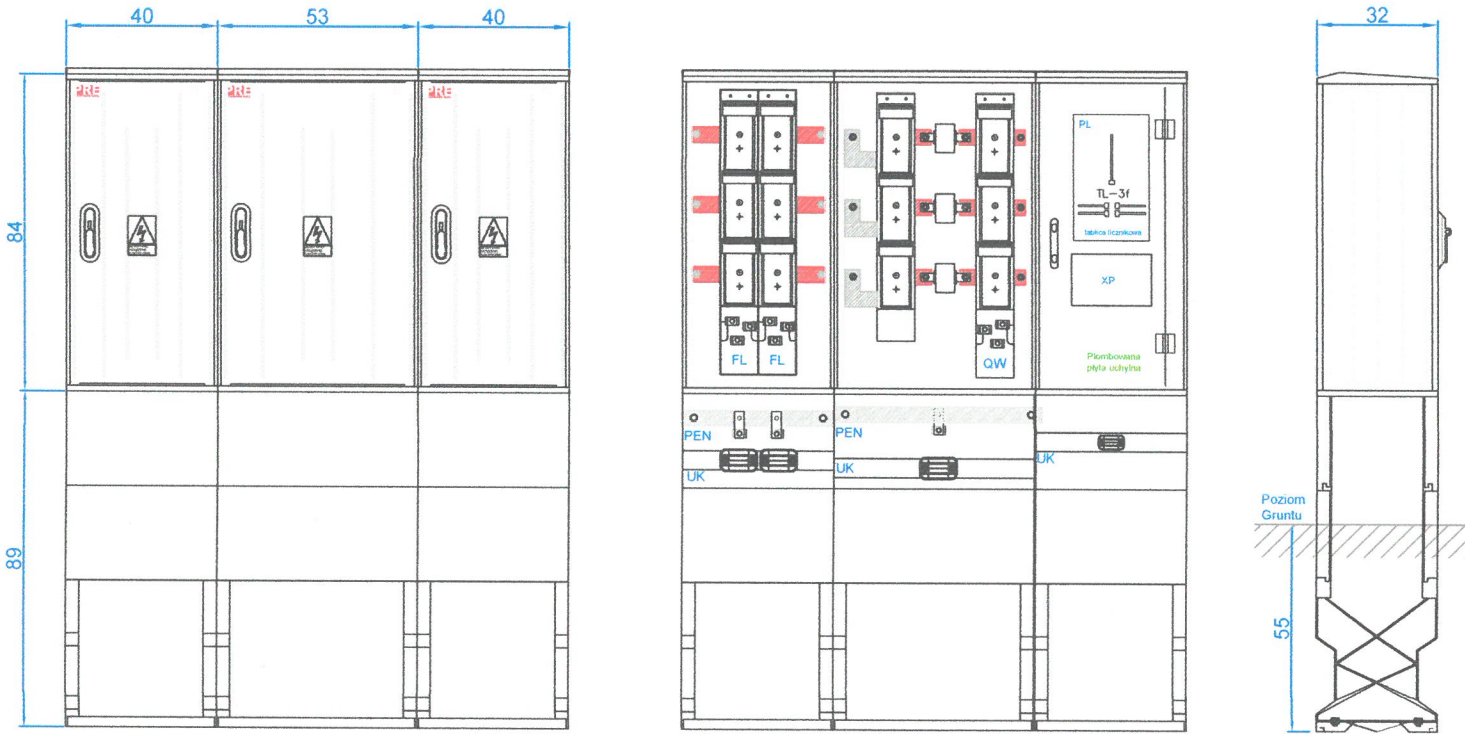 40
53
40
84
89
PRE
PRE
PRE
FL
FL
QW
PL
TL-3f
tablica licznikowa
XP
Plombowana
płyta uchylna
PEN
UK
PEN
UK
UK
32
Poziom
Gruntu
55